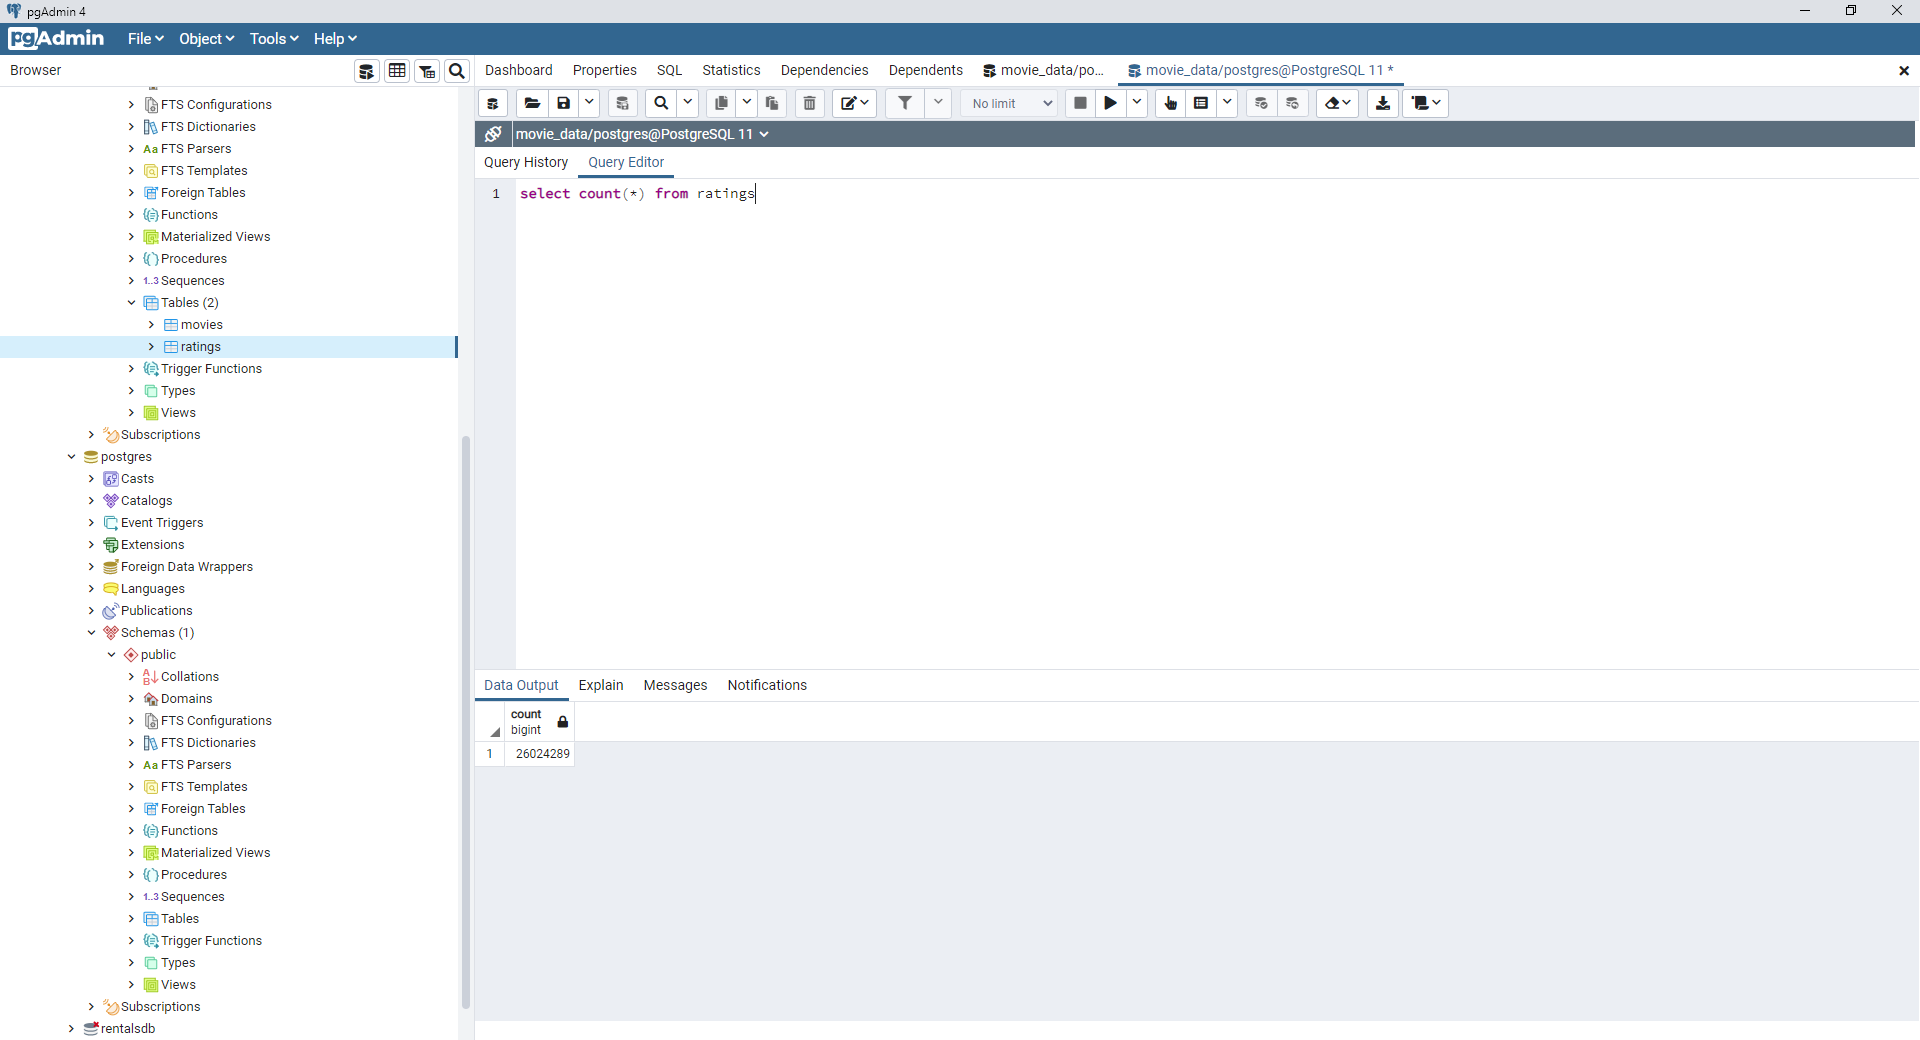 pgAdmin 4
pgAdmin File Object Tools Help
Browser
Dashboard Properties SQL Statistics Dependencies Dependents movie_data/po... movie_data/postgres@PostgreSQL 11 *
No limit
movie_data/postgres@PostgreSQL 11
Query History Query Editor
1 select count(*) from ratings
FTS Configurations
FTS Dictionaries
Aa FTS Parsers
FTS Templates
Foreign Tables
Functions
Materialized Views
Procedures
1..3 Sequences
Tables (2)
movies
ratings
Trigger Functions
Types
Views
Subscriptions
postgres
Casts
Catalogs
Event Triggers
Extensions
Foreign Data Wrappers
Languages
Publications
Schemas (1)
public
Collations
Domains
FTS Configurations
FTS Dictionaries
Aa FTS Parsers
FTS Templates
Foreign Tables
Functions
Materialized Views
Procedures
1..3 Sequences
Tables
Trigger Functions
Types
Views
Subscriptions
rentalsdb
Data Output Explain Messages Notifications
count
bigint
1 26024289